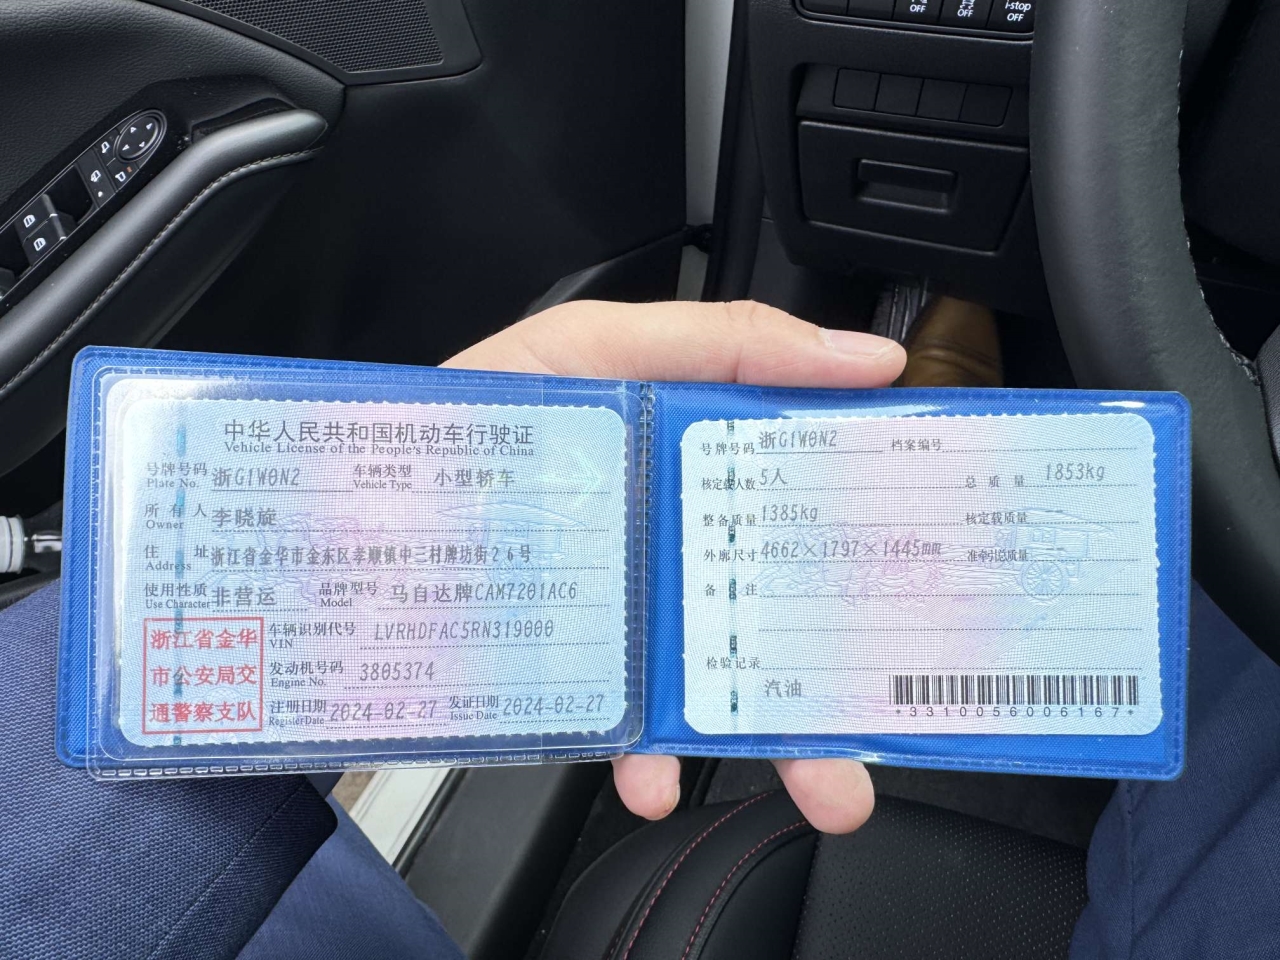 OFF
OFF
i-stop
OFF
中华人民共和国机动车行驶证
Vehicle License of the People's Republic of China
号牌号码 浙G1W0N2 车辆类型 小型轿车
Plate No. Vehicle Type
所有人 李晓旋
Owner
住址 浙江省金华市金东区孝顺镇中三村牌坊街26号
Address
使用性质 非营运 品牌型号 马自达牌CAM7201AC6
Use Character Model
浙江省金华
市公安局交
通警察支队
车辆识别代号 LVRHDFAC5RN319000
VIN
发动机号码 3805374
Engine No.
注册日期 2024-02-27 发证日期 2024-02-27
Register Date Issue Date
号牌号码 浙G1W0N2 档案编号
核定载人数 5人 总质量 1853kg
整备质量 1385kg 核定载质量
外廓尺寸 4662×1797×1445mm 准牵引总质量
备注
检验记录
汽油
*3310056006167*